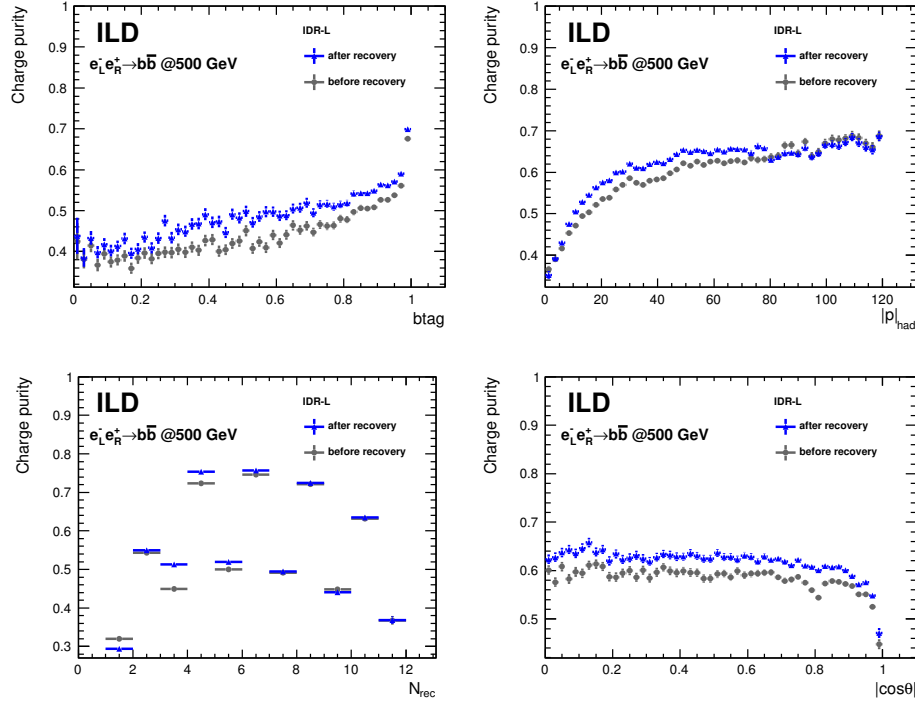 Charge purity
1
0.9
0.8
0.7
0.6
0.5
0.4
ILD
e⁻_L e⁺_R → bb̅ @500 GeV
IDR-L
after recovery
before recovery
0 0.2 0.4 0.6 0.8 1
btag
Charge purity
1
0.9
0.8
0.7
0.6
0.5
0.4
ILD
e⁻_L e⁺_R → bb̅ @500 GeV
IDR-L
after recovery
before recovery
0 20 40 60 80 100 120
|p|_had
Charge purity
1
0.9
0.8
0.7
0.6
0.5
0.4
0.3
ILD
e⁻_L e⁺_R → bb̅ @500 GeV
IDR-L
after recovery
before recovery
0 2 4 6 8 10 12
N_rec
Charge purity
1
0.9
0.8
0.7
0.6
0.5
ILD
e⁻_L e⁺_R → bb̅ @500 GeV
IDR-L
after recovery
before recovery
0 0.2 0.4 0.6 0.8 1
|cosθ|